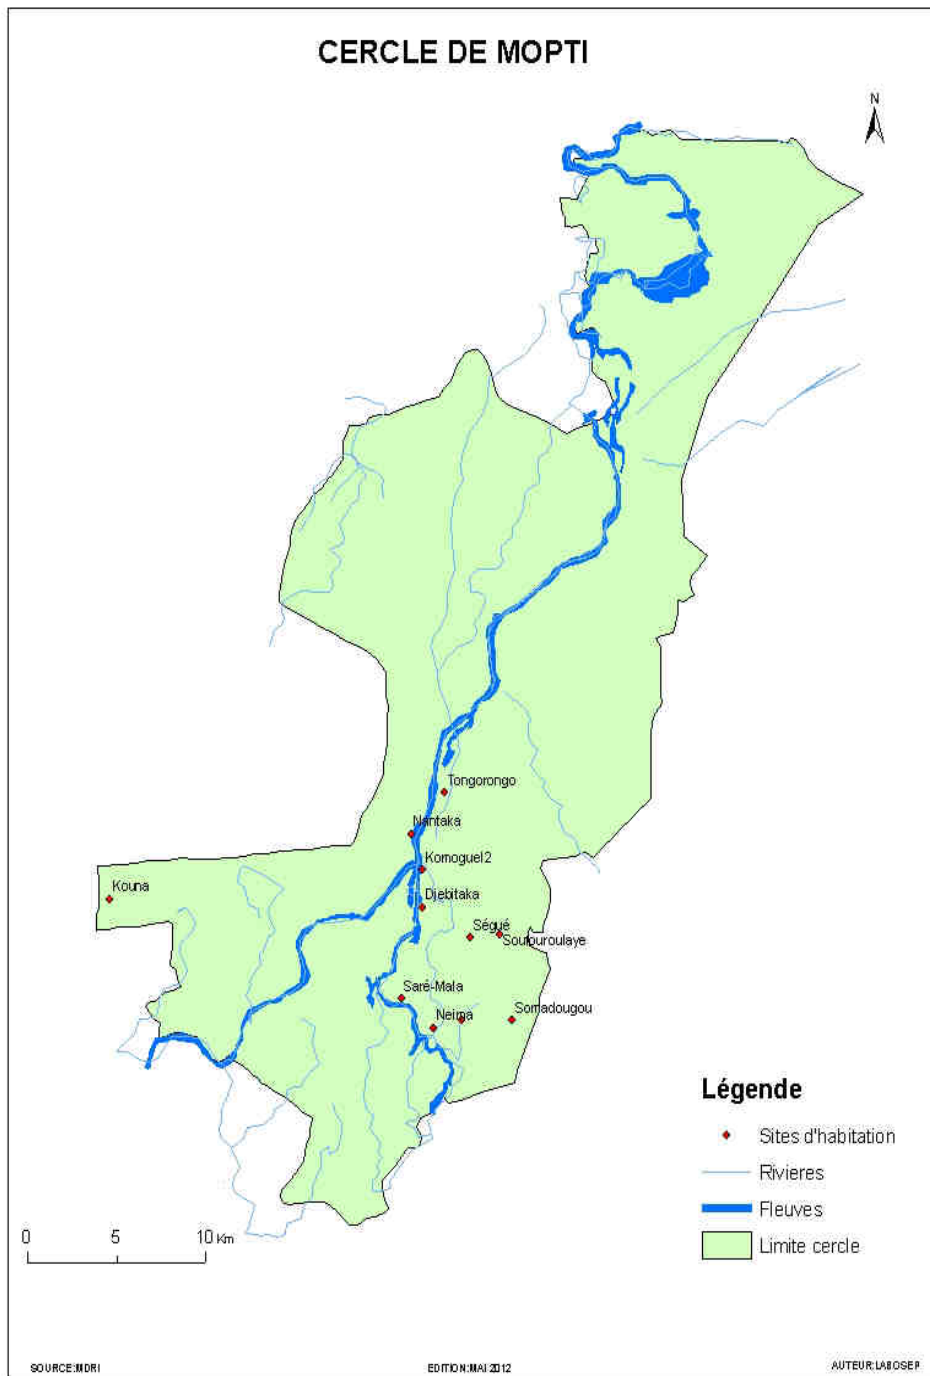 CERCLE DE MOPTI
N
Tongorongo
Nantaka
Komoguel2
Kouna
Djebitaka
Ségué
Soufouroulaye
Saré-Mala
Neima
Somadougou
Légende
Sites d'habitation
Rivieres
Fleuves
Limite cercle
0 5 10 Km
SOURCE:MDRI EDITION:MAI 2012 AUTEUR:LABOSEP